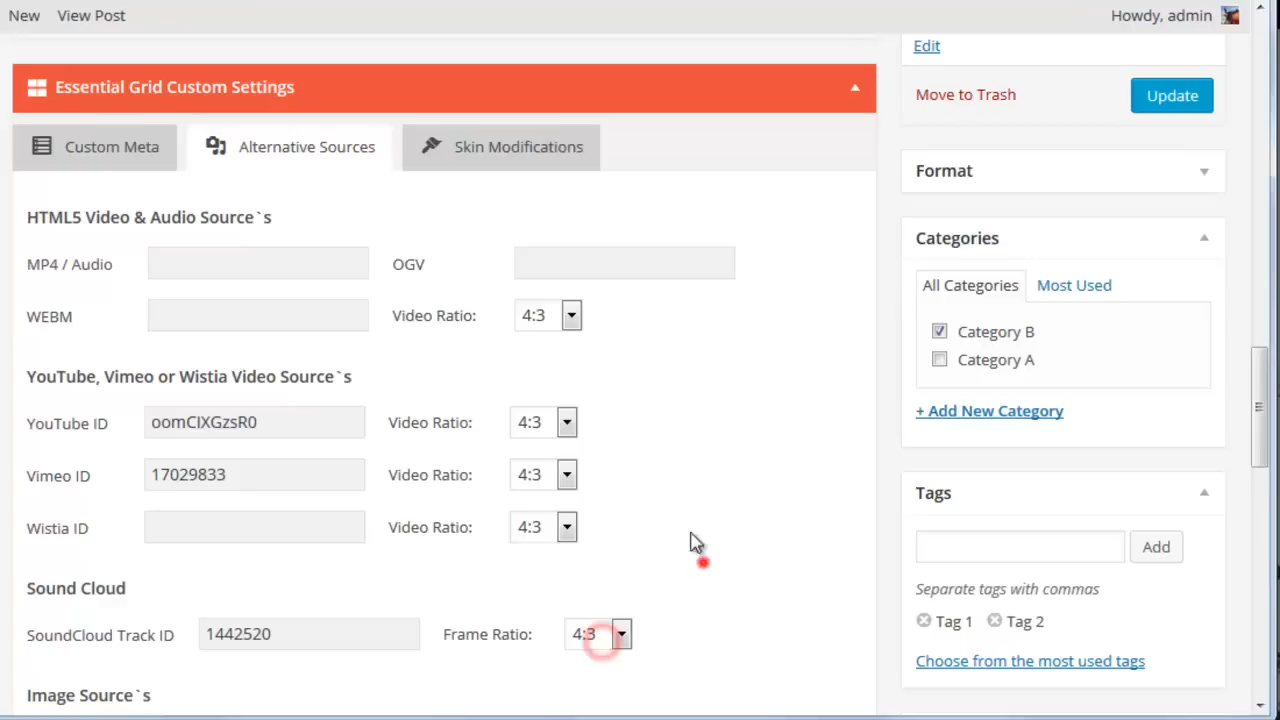 New View Post Howdy, admin
Edit
Essential Grid Custom Settings
Move to Trash Update
Custom Meta Alternative Sources Skin Modifications
Format
HTML5 Video & Audio Source`s
Categories
MP4 / Audio OGV
All Categories Most Used
WEBM Video Ratio: 4:3
Category B
Category A
YouTube, Vimeo or Wistia Video Source`s
+ Add New Category
YouTube ID oomCIXGzsR0 Video Ratio: 4:3
Vimeo ID 17029833 Video Ratio: 4:3
Tags
Wistia ID Video Ratio: 4:3
Add
Sound Cloud
Separate tags with commas
Tag 1 Tag 2
SoundCloud Track ID 1442520 Frame Ratio: 4:3
Choose from the most used tags
Image Source`s